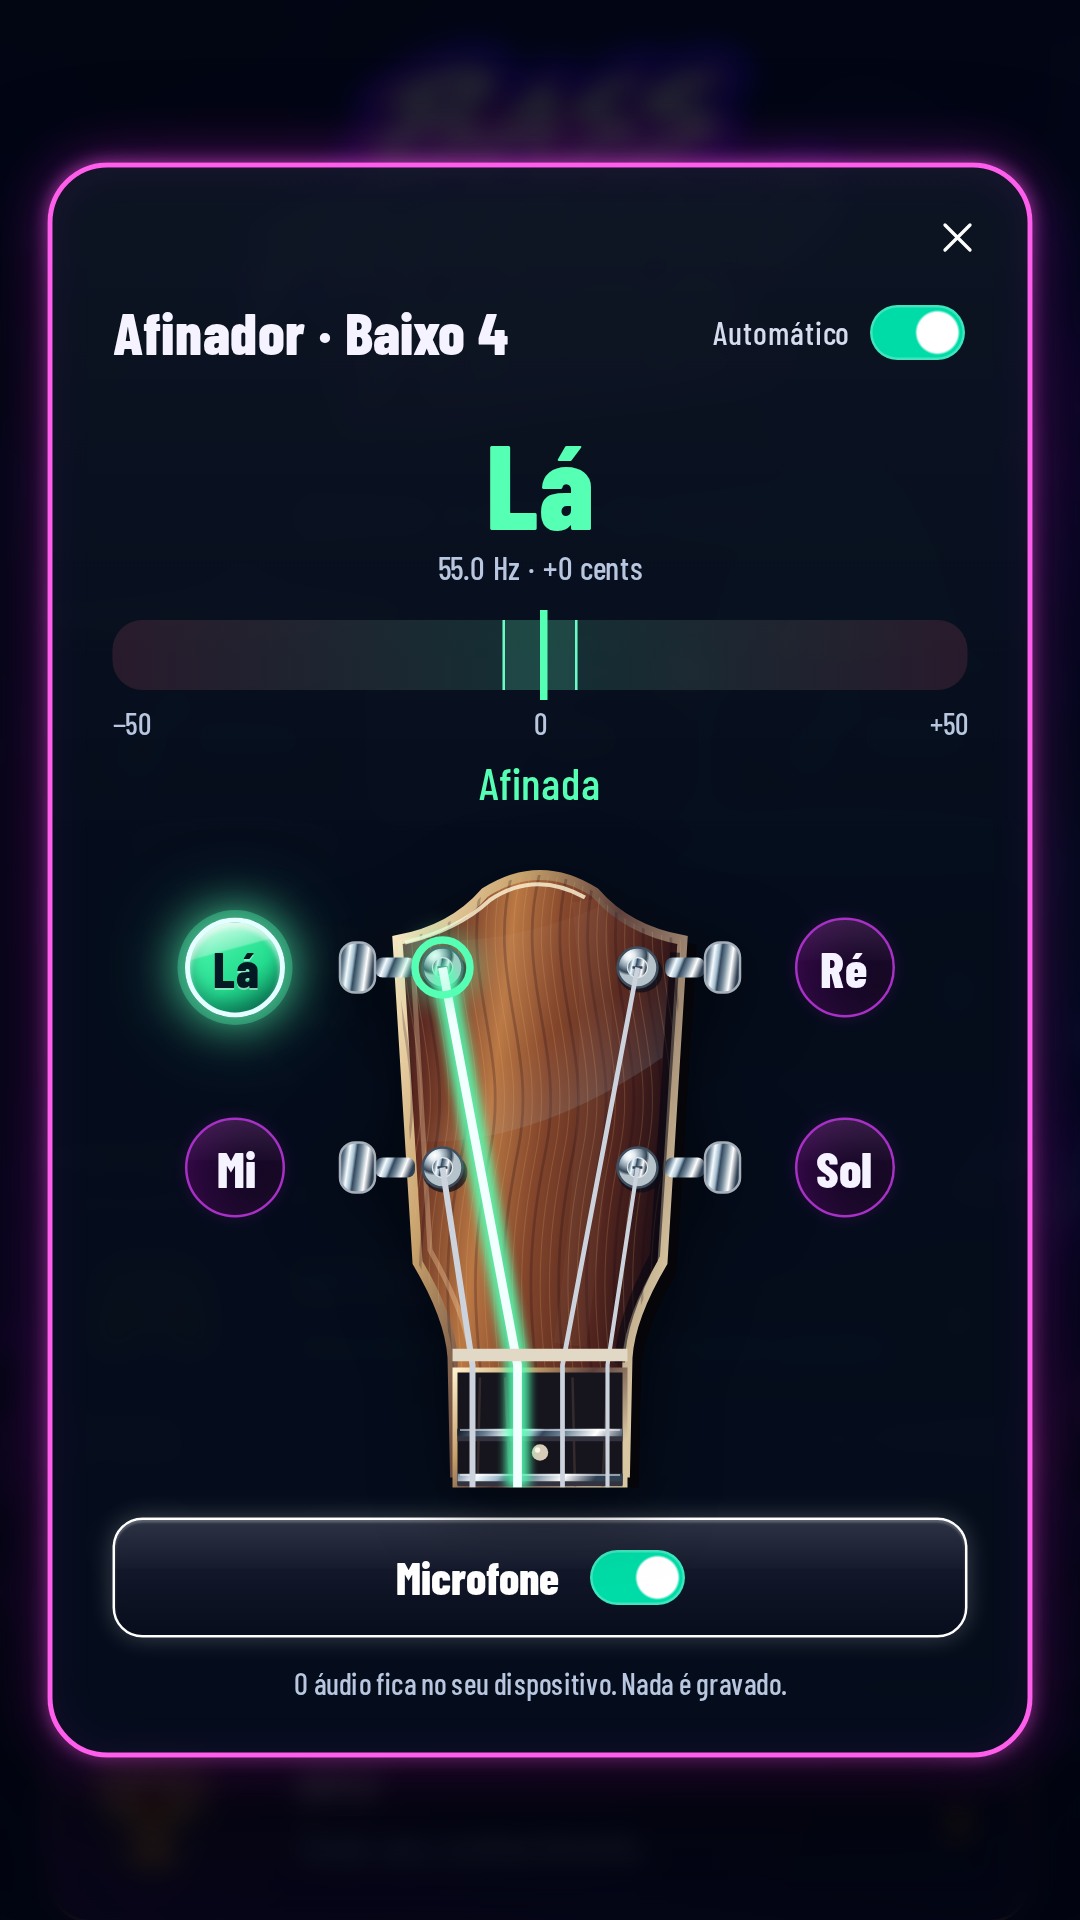 BASS
Afinador · Baixo 4
Automático
Lá
55.0 Hz · +0 cents
–50 0 +50
Afinada
Lá Ré
Mi Sol
Microfone
O áudio fica no seu dispositivo. Nada é gravado.